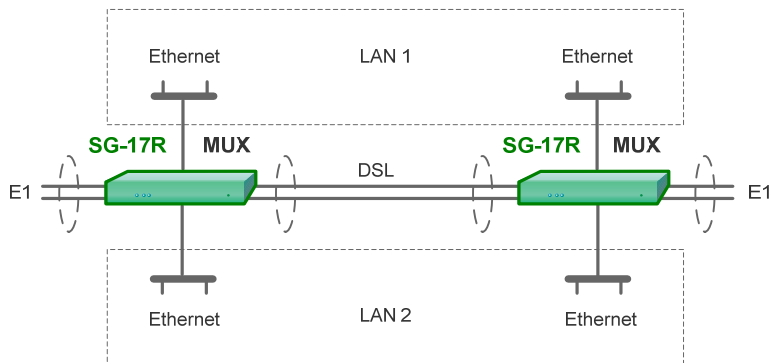 Ethernet LAN 1 Ethernet
SG-17R MUX SG-17R MUX
E1 DSL E1
Ethernet LAN 2 Ethernet